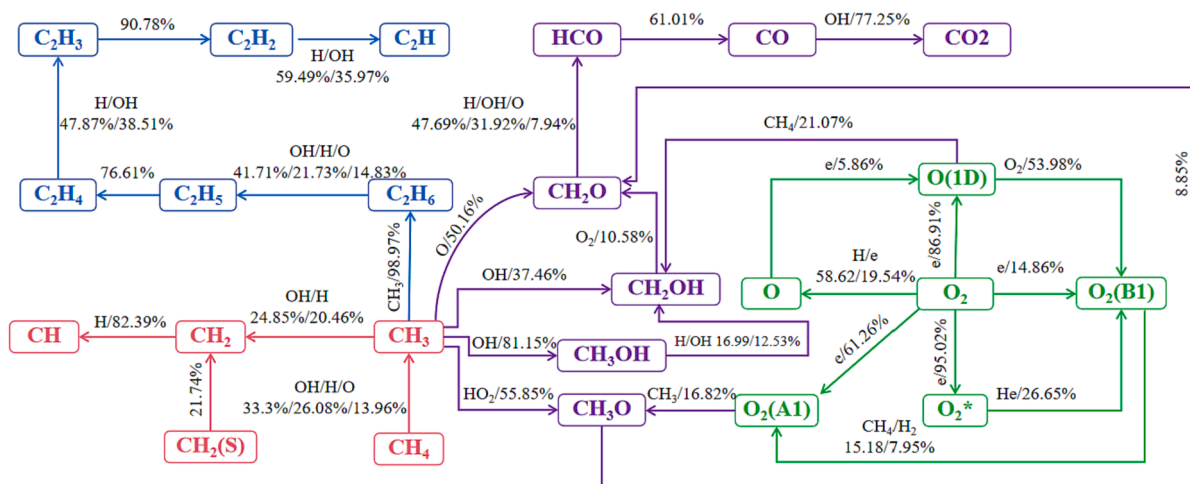 C₂H₃
90.78%
C₂H₂
C₂H
H/OH
59.49%/35.97%
HCO
61.01%
CO
OH/77.25%
CO2
H/OH
47.87%/38.51%
H/OH/O
47.69%/31.92%/7.94%
CH₄/21.07%
8.85%
C₂H₄
76.61%
C₂H₅
OH/H/O
41.71%/21.73%/14.83%
C₂H₆
CH₂O
e/5.86%
O(1D)
O₂/53.98%
CH₃/98.97%
O/50.16%
O₂/10.58%
e/86.91%
OH/37.46%
CH₂OH
O
H/e
58.62/19.54%
O₂
e/14.86%
O₂(B1)
CH
H/82.39%
CH₂
OH/H
24.85%/20.46%
CH₃
OH/81.15%
CH₃OH
H/OH 16.99/12.53%
e/61.26%
e/95.02%
21.74%
OH/H/O
33.3%/26.08%/13.96%
HO₂/55.85%
CH₃O
CH₃/16.82%
O₂(A1)
O₂*
He/26.65%
CH₂(S)
CH₄
CH₄/H₂
15.18/7.95%